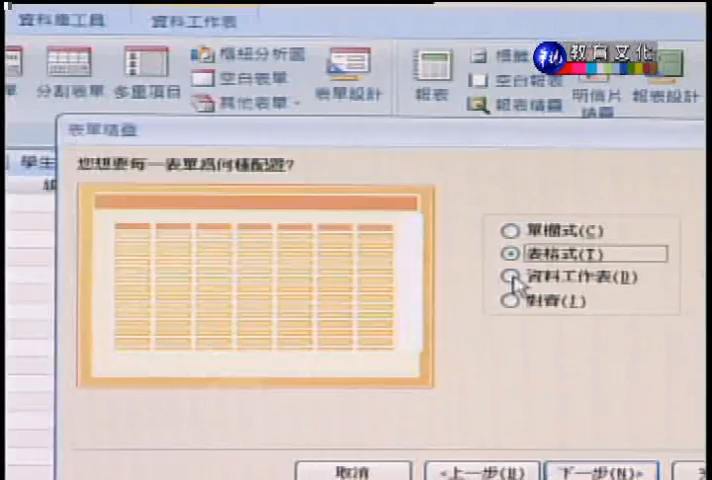 資料庫工具 資料工作表
分割表單 多重項目
樞紐分析圖
空白表單
其他表單
表單設計
報表
標籤
空白報表
報表精靈
明信片
精靈
報表設計
教育文化
表單精靈
學生
您想要每一表單為何種配置?
單欄式(C)
表格式(T)
資料工作表(D)
對齊(J)
取消
<上一步(B)
下一步(N)>